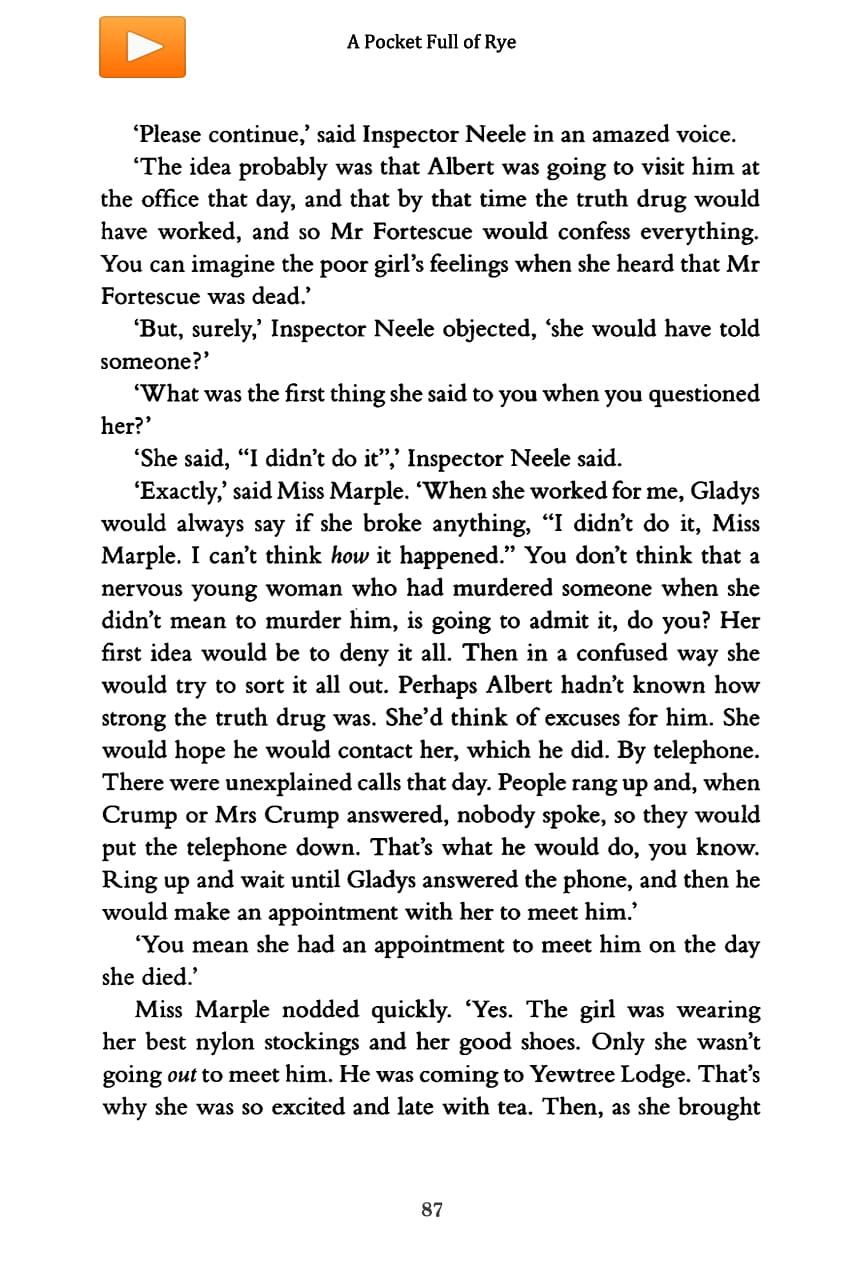 A Pocket Full of Rye
‘Please continue,’ said Inspector Neele in an amazed voice.
‘The idea probably was that Albert was going to visit him at
the office that day, and that by that time the truth drug would
have worked, and so Mr Fortescue would confess everything.
You can imagine the poor girl’s feelings when she heard that Mr
Fortescue was dead.’
‘But, surely,’ Inspector Neele objected, ‘she would have told
someone?’
‘What was the first thing she said to you when you questioned
her?’
‘She said, “I didn’t do it”,’ Inspector Neele said.
‘Exactly,’ said Miss Marple. ‘When she worked for me, Gladys
would always say if she broke anything, “I didn’t do it, Miss
Marple. I can’t think how it happened.” You don’t think that a
nervous young woman who had murdered someone when she
didn’t mean to murder him, is going to admit it, do you? Her
first idea would be to deny it all. Then in a confused way she
would try to sort it all out. Perhaps Albert hadn’t known how
strong the truth drug was. She’d think of excuses for him. She
would hope he would contact her, which he did. By telephone.
There were unexplained calls that day. People rang up and, when
Crump or Mrs Crump answered, nobody spoke, so they would
put the telephone down. That’s what he would do, you know.
Ring up and wait until Gladys answered the phone, and then he
would make an appointment with her to meet him.’
‘You mean she had an appointment to meet him on the day
she died.’
Miss Marple nodded quickly. ‘Yes. The girl was wearing
her best nylon stockings and her good shoes. Only she wasn’t
going out to meet him. He was coming to Yewtree Lodge. That’s
why she was so excited and late with tea. Then, as she brought
87